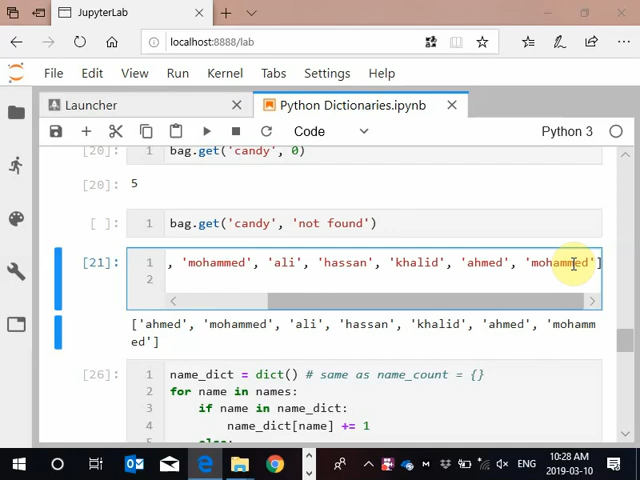 JupyterLab
localhost:8888/lab
File Edit View Run Kernel Tabs Settings Help
Launcher
Python Dictionaries.ipynb
Code
Python 3
[20]: 1 bag.get('candy', 0)
[20]: 5
[ ]: 1 bag.get('candy', 'not found')
[21]: 1 , 'mohammed', 'ali', 'hassan', 'khalid', 'ahmed', 'mohammed']
2
['ahmed', 'mohammed', 'ali', 'hassan', 'khalid', 'ahmed', 'mohamm
ed']
[26]: 1 name_dict = dict() # same as name_count = {}
2 for name in names:
3 if name in name_dict:
4 name_dict[name] += 1
5 else:
ENG
10:28 AM
2019-03-10